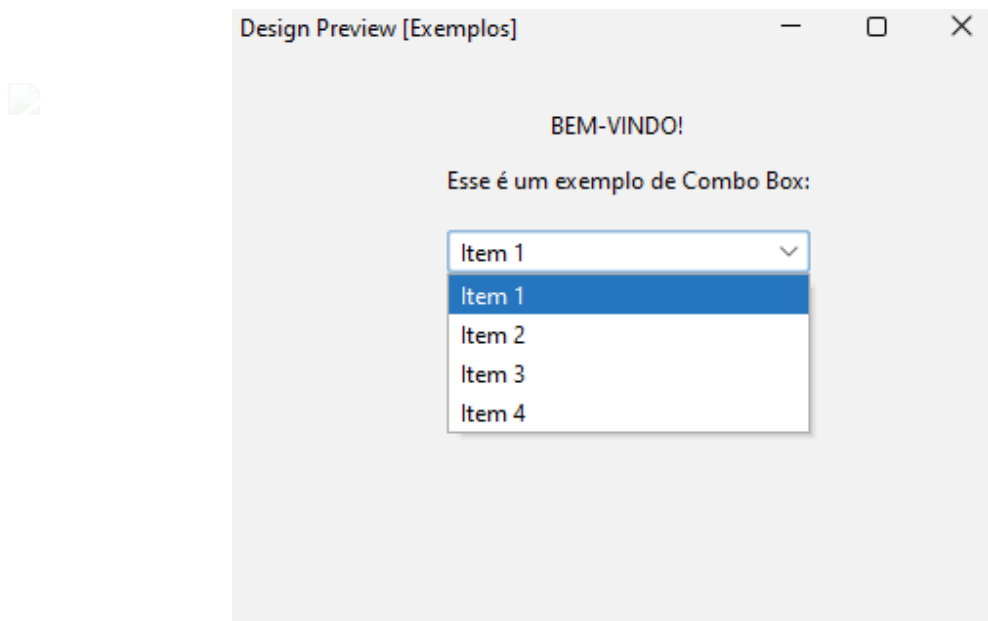 Design Preview [Exemplos]
BEM-VINDO!
Esse é um exemplo de Combo Box:
Item 1
Item 1
Item 2
Item 3
Item 4